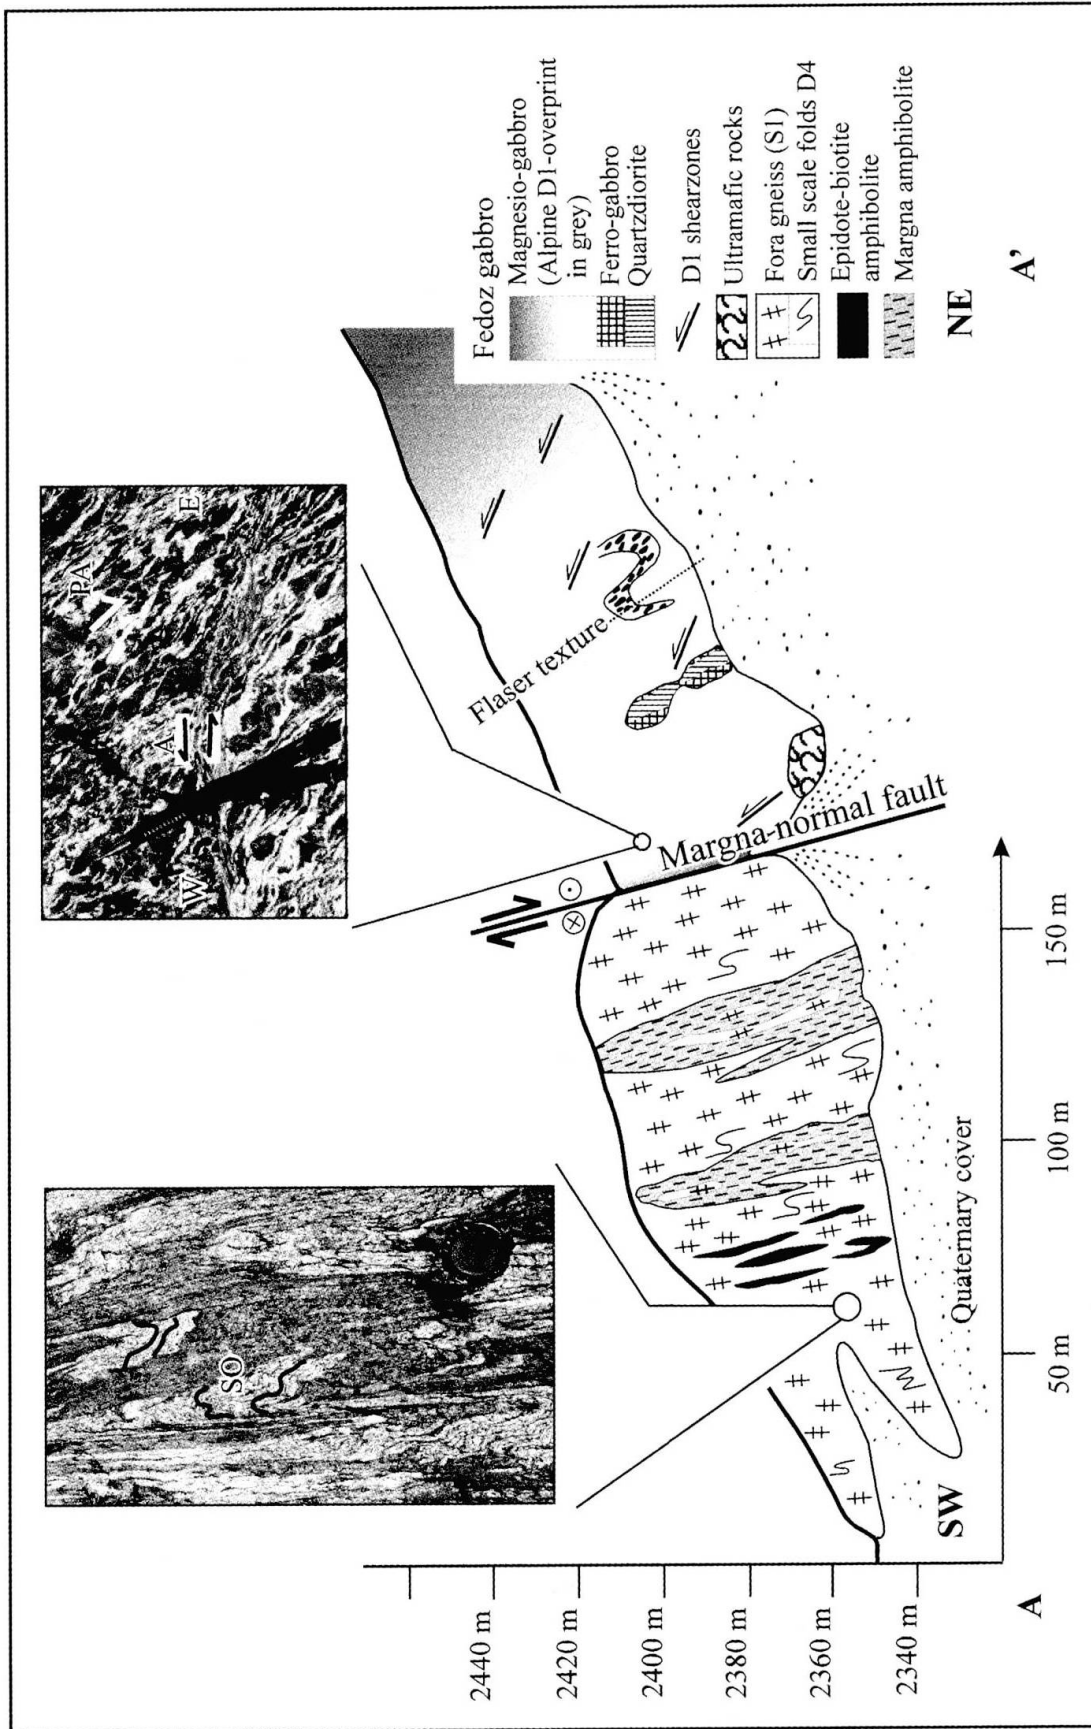 SO
W
A
PA
E
Fedoz gabbro
Magnesio-gabbro
(Alpine D1-overprint
in grey)
Ferro-gabbro
Quartzdiorite
D1 shearzones
Ultramafic rocks
Fora gneiss (S1)
Small scale folds D4
Epidote-biotite
amphibolite
Margna amphibolite
Flaser texture
Margna-normal fault
Quaternary cover
SW
NE
2440 m
2420 m
2400 m
2380 m
2360 m
2340 m
50 m
100 m
150 m
A
A'